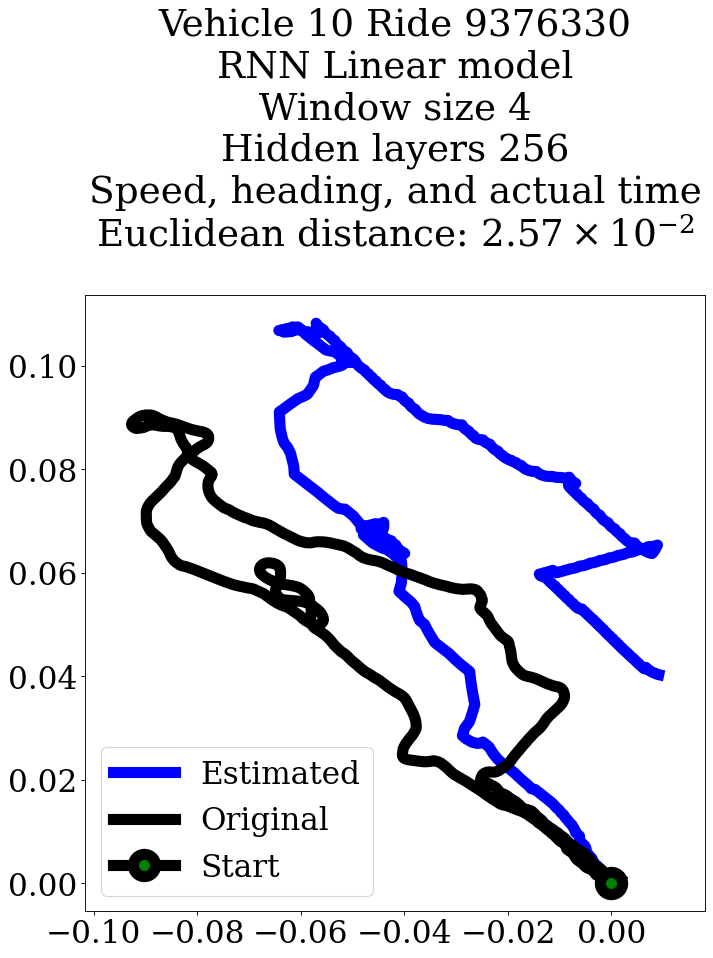 Vehicle 10 Ride 9376330
RNN Linear model
Window size 4
Hidden layers 256
Speed, heading, and actual time
Euclidean distance: 2.57 × 10⁻²
0.10
0.08
0.06
0.04
0.02
0.00
Estimated
Original
Start
−0.10 −0.08 −0.06 −0.04 −0.02 0.00